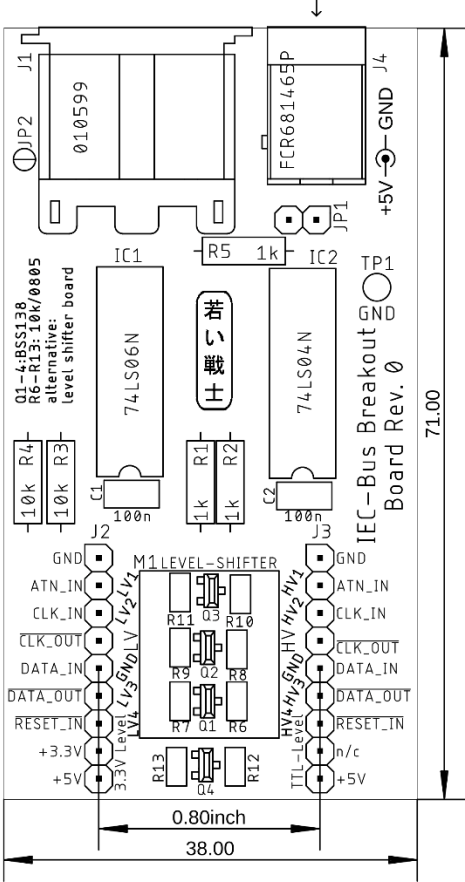 J1
010599
JP2
FCR681465P
J4
+5V
GND
JP1
R5 1k
IC1
74LS06N
IC2
74LS04N
TP1
GND
Q1-4:BSS138
R6-R13: 10k/0805
alternative:
level shifter board
若い戦士
IEC-Bus Breakout
Board Rev. 0
71.00
10k R4
10k R3
C1
100n
1k R1
1k R2
C2
100n
J2
GND
ATN_IN
CLK_IN
CLK_OUT
DATA_IN
DATA_OUT
RESET_IN
+3.3V
+5V
3.3V Level
M1 LEVEL-SHIFTER
LV1
LV2
LV
GND
LV3
LV4
HV1
HV2
HV
GND
HV3
HV4
R11
Q3
R10
R9
Q2
R8
R7
Q1
R6
R13
Q4
R12
J3
GND
ATN_IN
CLK_IN
CLK_OUT
DATA_IN
DATA_OUT
RESET_IN
n/c
+5V
TTL-Level
0.80inch
38.00